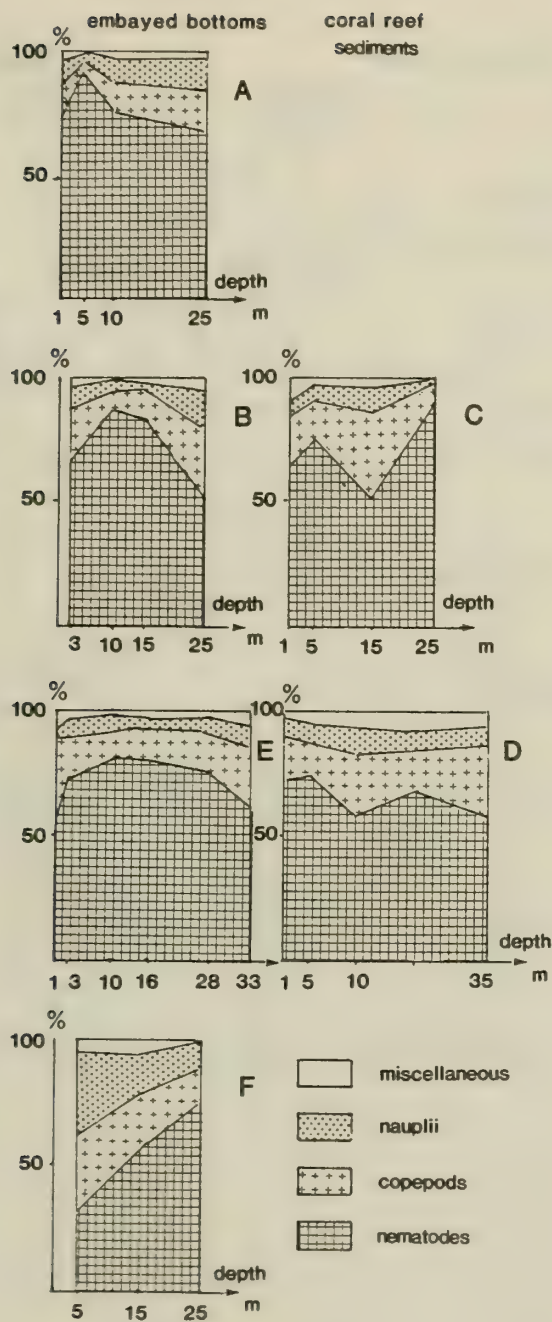 embayed bottoms
coral reef
sediments
%
100
A
50
depth
1 5 10 25 m
%
100
B
C
100
50
50
depth
depth
3 10 15 25 m
1 5 15 25 m
%
100
E
D
50
50
depth
1 3 10 16 28 33
1 5 10 35 m
%
100
F
50
depth
5 15 25 m
miscellaneous
nauplii
copepods
nematodes